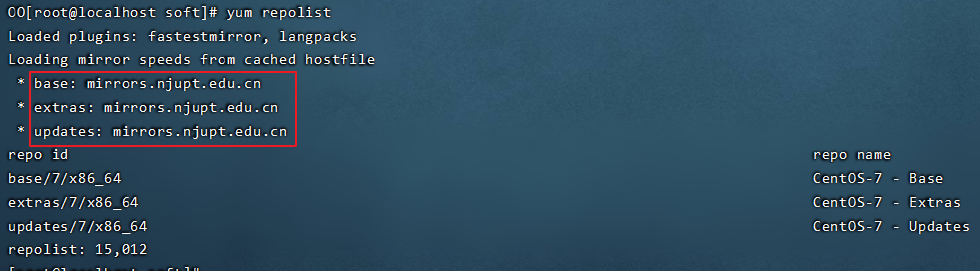 OO[root@localhost soft]# yum repolist
Loaded plugins: fastestmirror, langpacks
Loading mirror speeds from cached hostfile
* base: mirrors.njupt.edu.cn
* extras: mirrors.njupt.edu.cn
* updates: mirrors.njupt.edu.cn
repo id repo name
base/7/x86_64 CentOS-7 - Base
extras/7/x86_64 CentOS-7 - Extras
updates/7/x86_64 CentOS-7 - Updates
repolist: 15,012